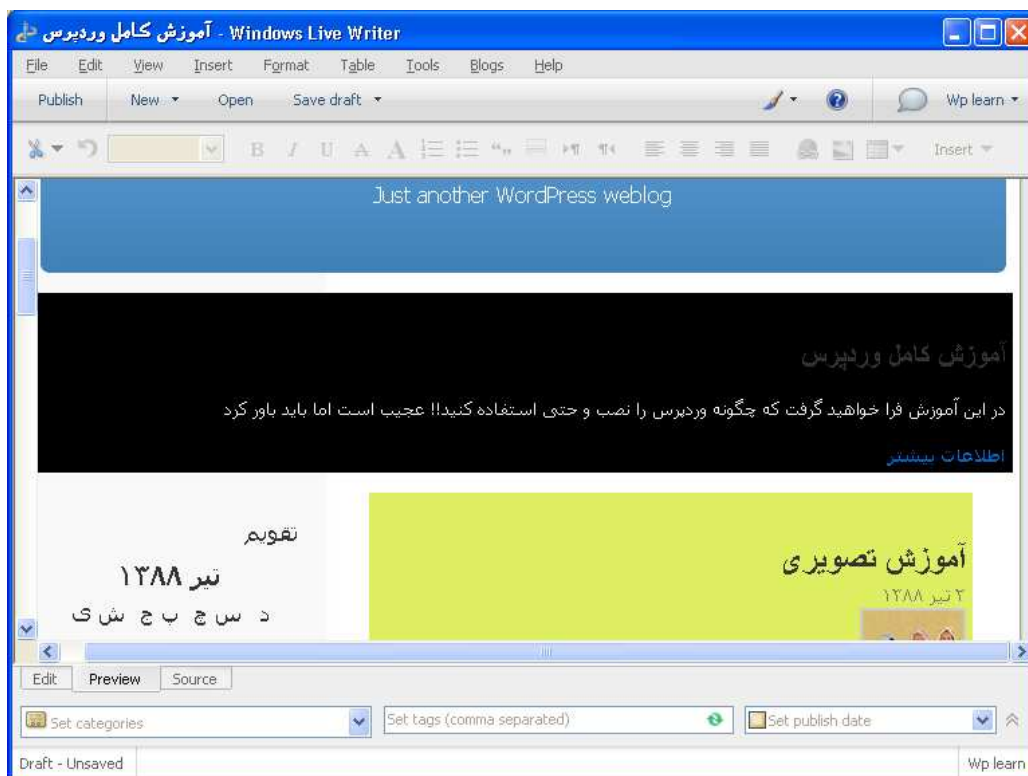 آموزش کامل وردپرس - Windows Live Writer
File Edit View Insert Format Table Tools Blogs Help
Publish New Open Save draft Wp learn
B I U A A Insert
Just another WordPress weblog
آموزش کامل وردپرس
در این آموزش فرا خواهید گرفت که چگونه وردپرس را نصب و حتی استفاده کنید!! عجیب است اما باید باور کرد
اطلاعات بیشتر
آموزش تصویری
۲ تیر ۱۳۸۸
تقویم
تیر ۱۳۸۸
د س چ پ ج ش ی
Edit Preview Source
Set categories Set tags (comma separated) Set publish date
Draft - Unsaved Wp learn